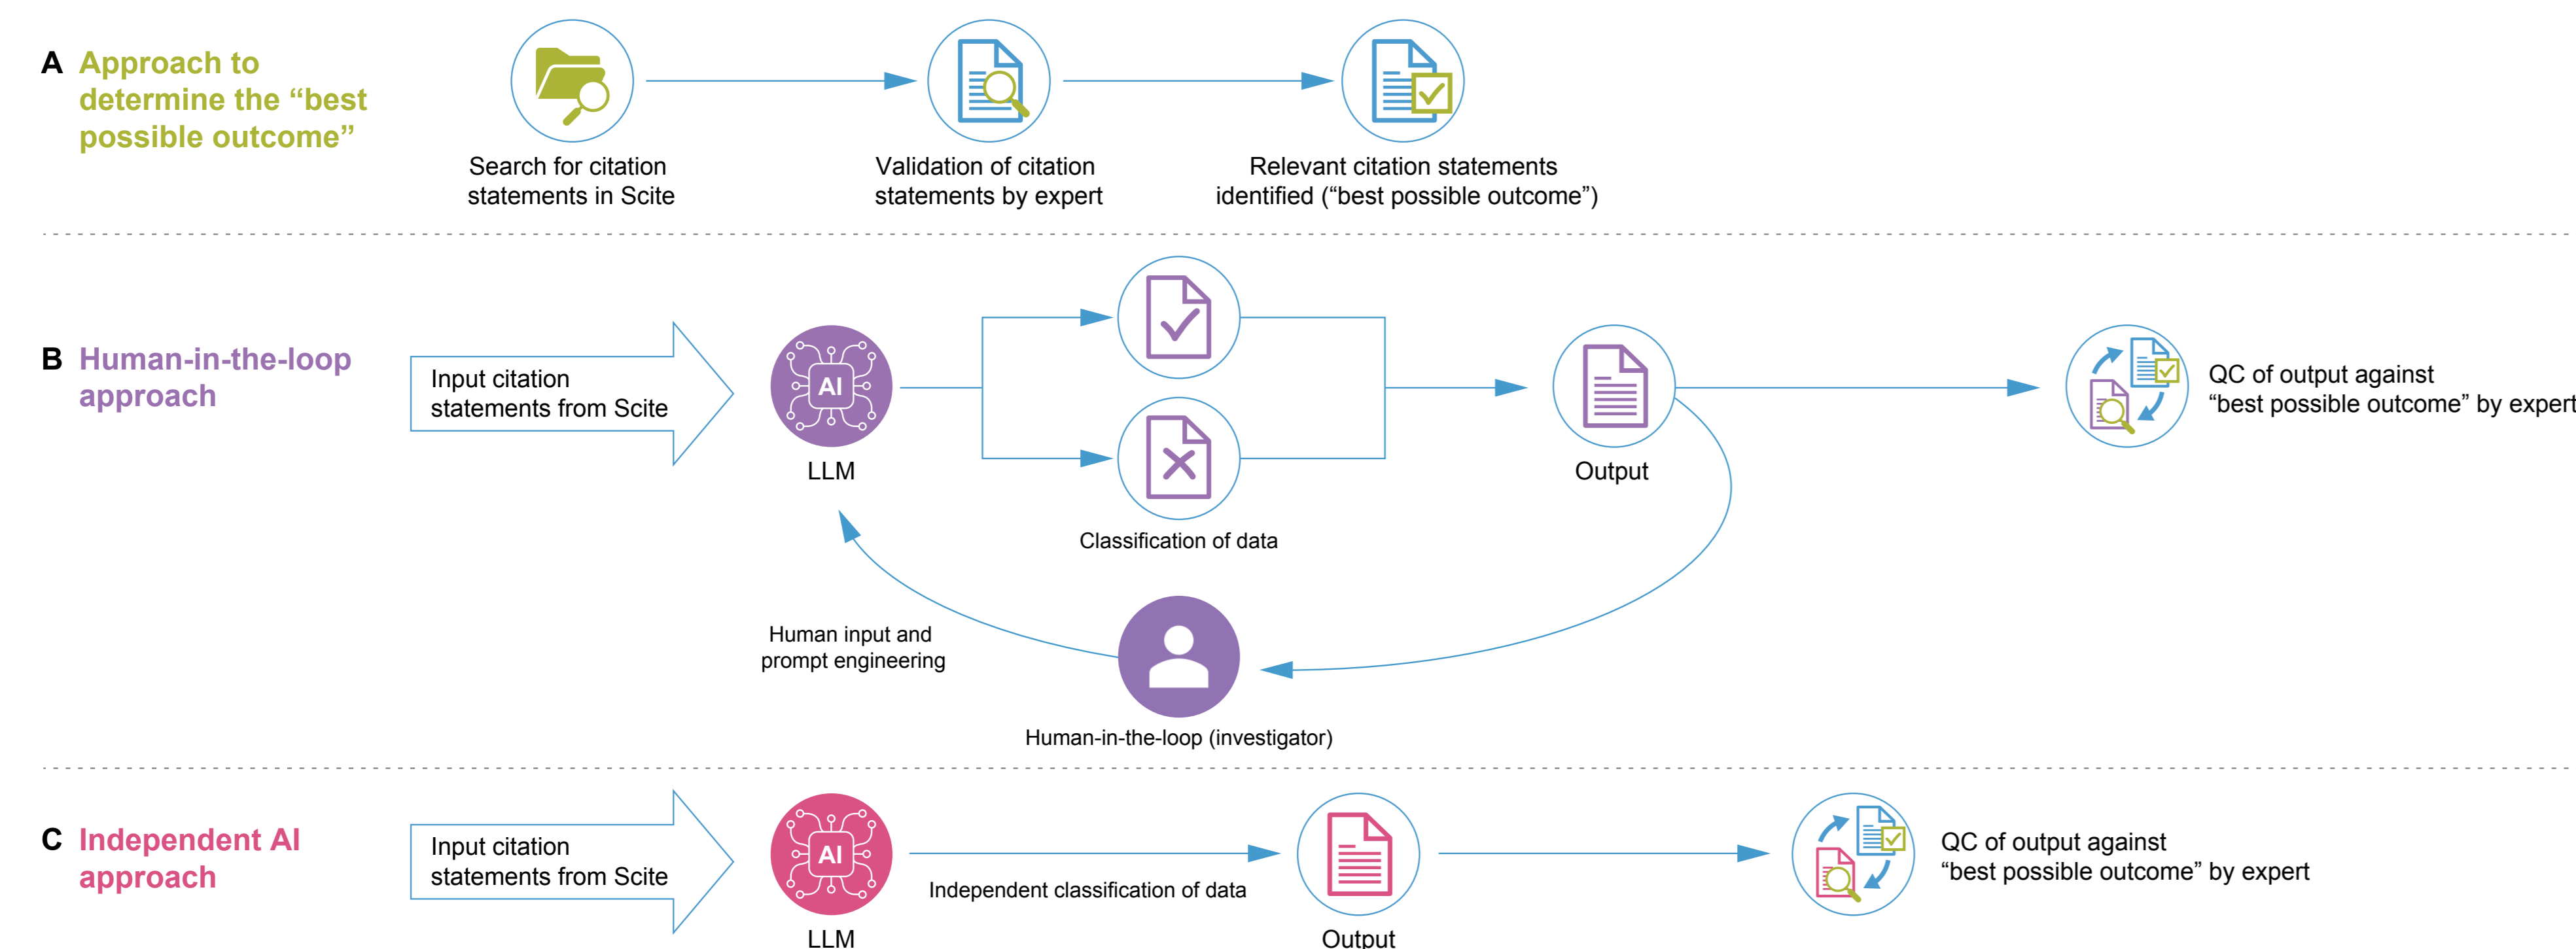 A Approach to
determine the “best
possible outcome”
Search for citation
statements in Scite
Validation of citation
statements by expert
Relevant citation statements
identified (“best possible outcome”)
B Human-in-the-loop
approach
Input citation
statements from Scite
AI
LLM
Classification of data
Output
QC of output against
“best possible outcome” by expert
Human input and
prompt engineering
Human-in-the-loop (investigator)
C Independent AI
approach
Input citation
statements from Scite
AI
LLM
Independent classification of data
Output
QC of output against
“best possible outcome” by expert